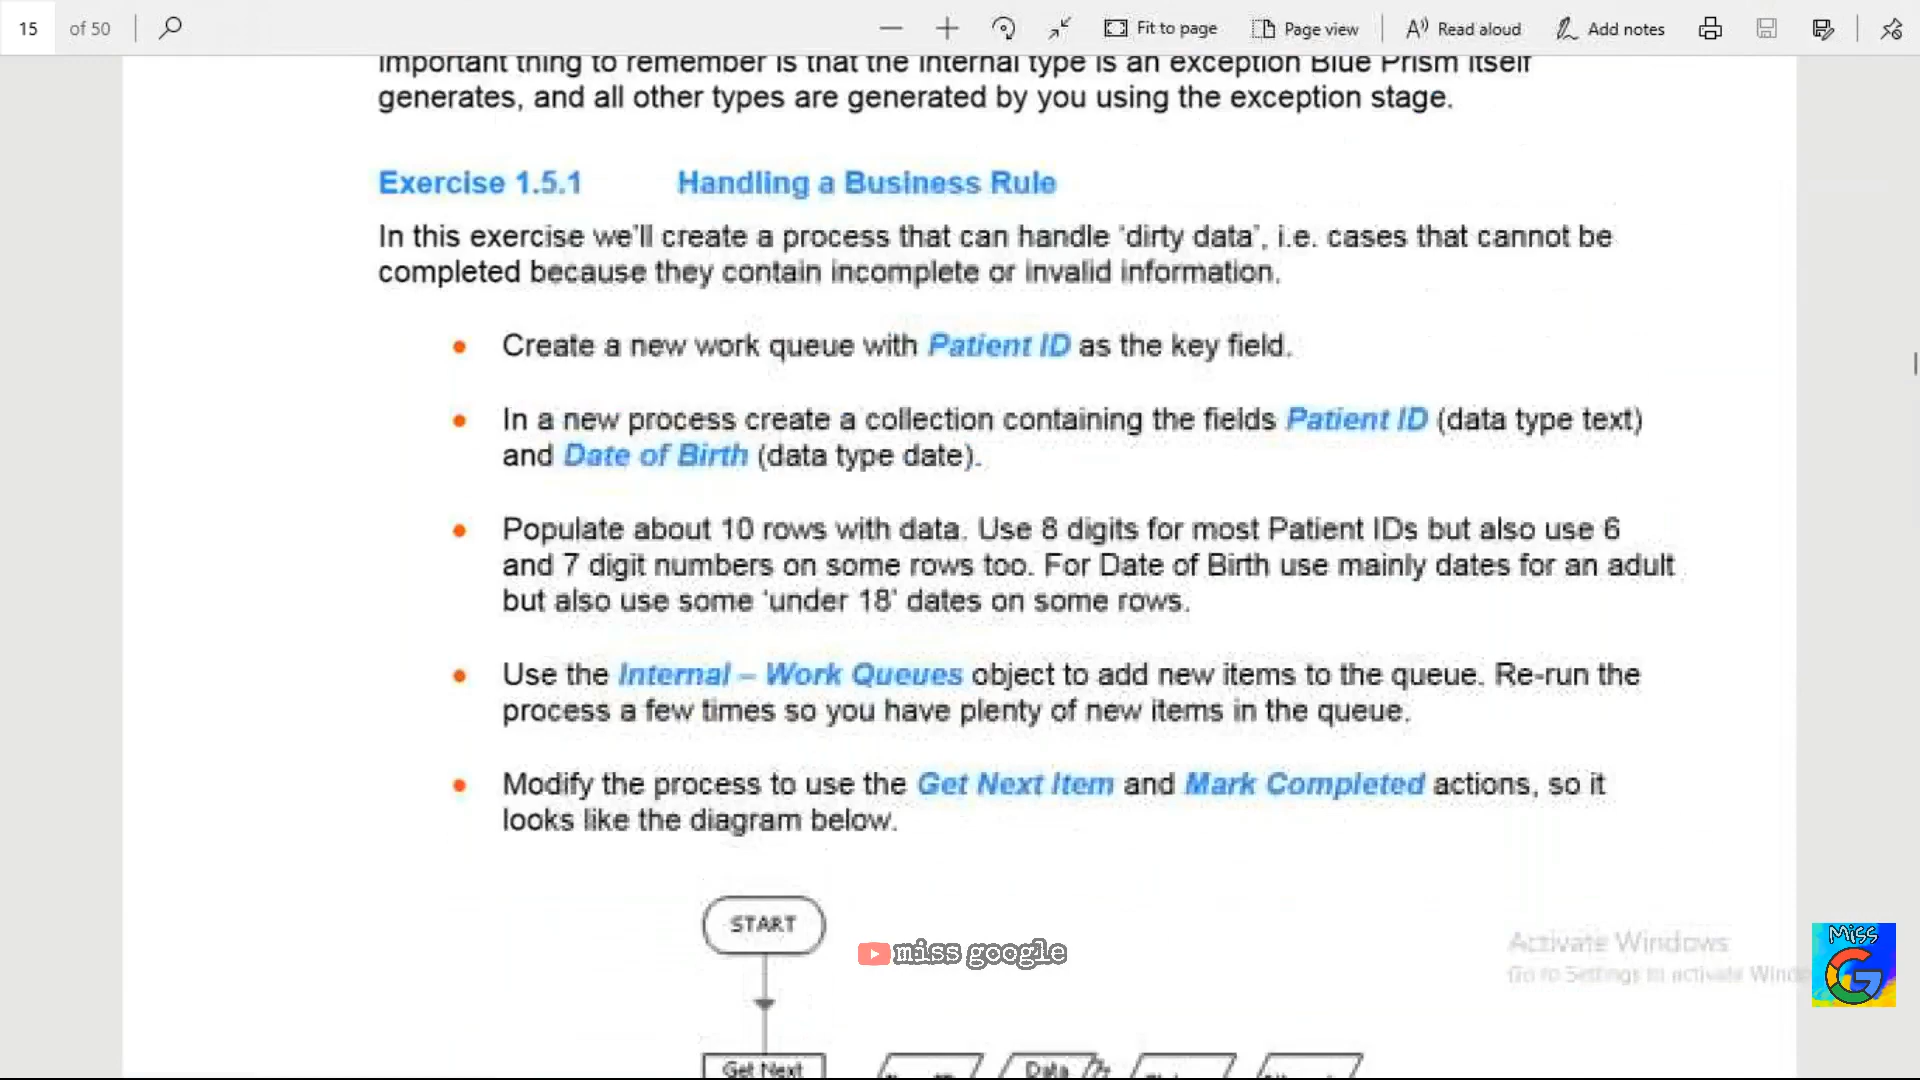 15 of 50 Fit to page Page view Read aloud Add notes
important thing to remember is that the internal type is an exception Blue Prism itself
generates, and all other types are generated by you using the exception stage.
Exercise 1.5.1 Handling a Business Rule
In this exercise we'll create a process that can handle 'dirty data', i.e. cases that cannot be
completed because they contain incomplete or invalid information.
• Create a new work queue with Patient ID as the key field.
• In a new process create a collection containing the fields Patient ID (data type text)
and Date of Birth (data type date).
• Populate about 10 rows with data. Use 8 digits for most Patient IDs but also use 6
and 7 digit numbers on some rows too. For Date of Birth use mainly dates for an adult
but also use some 'under 18' dates on some rows.
• Use the Internal – Work Queues object to add new items to the queue. Re-run the
process a few times so you have plenty of new items in the queue.
• Modify the process to use the Get Next Item and Mark Completed actions, so it
looks like the diagram below.
START
miss google
Activate Windows
Go to Settings to activate Wind
Miss
G
Get Next
Data